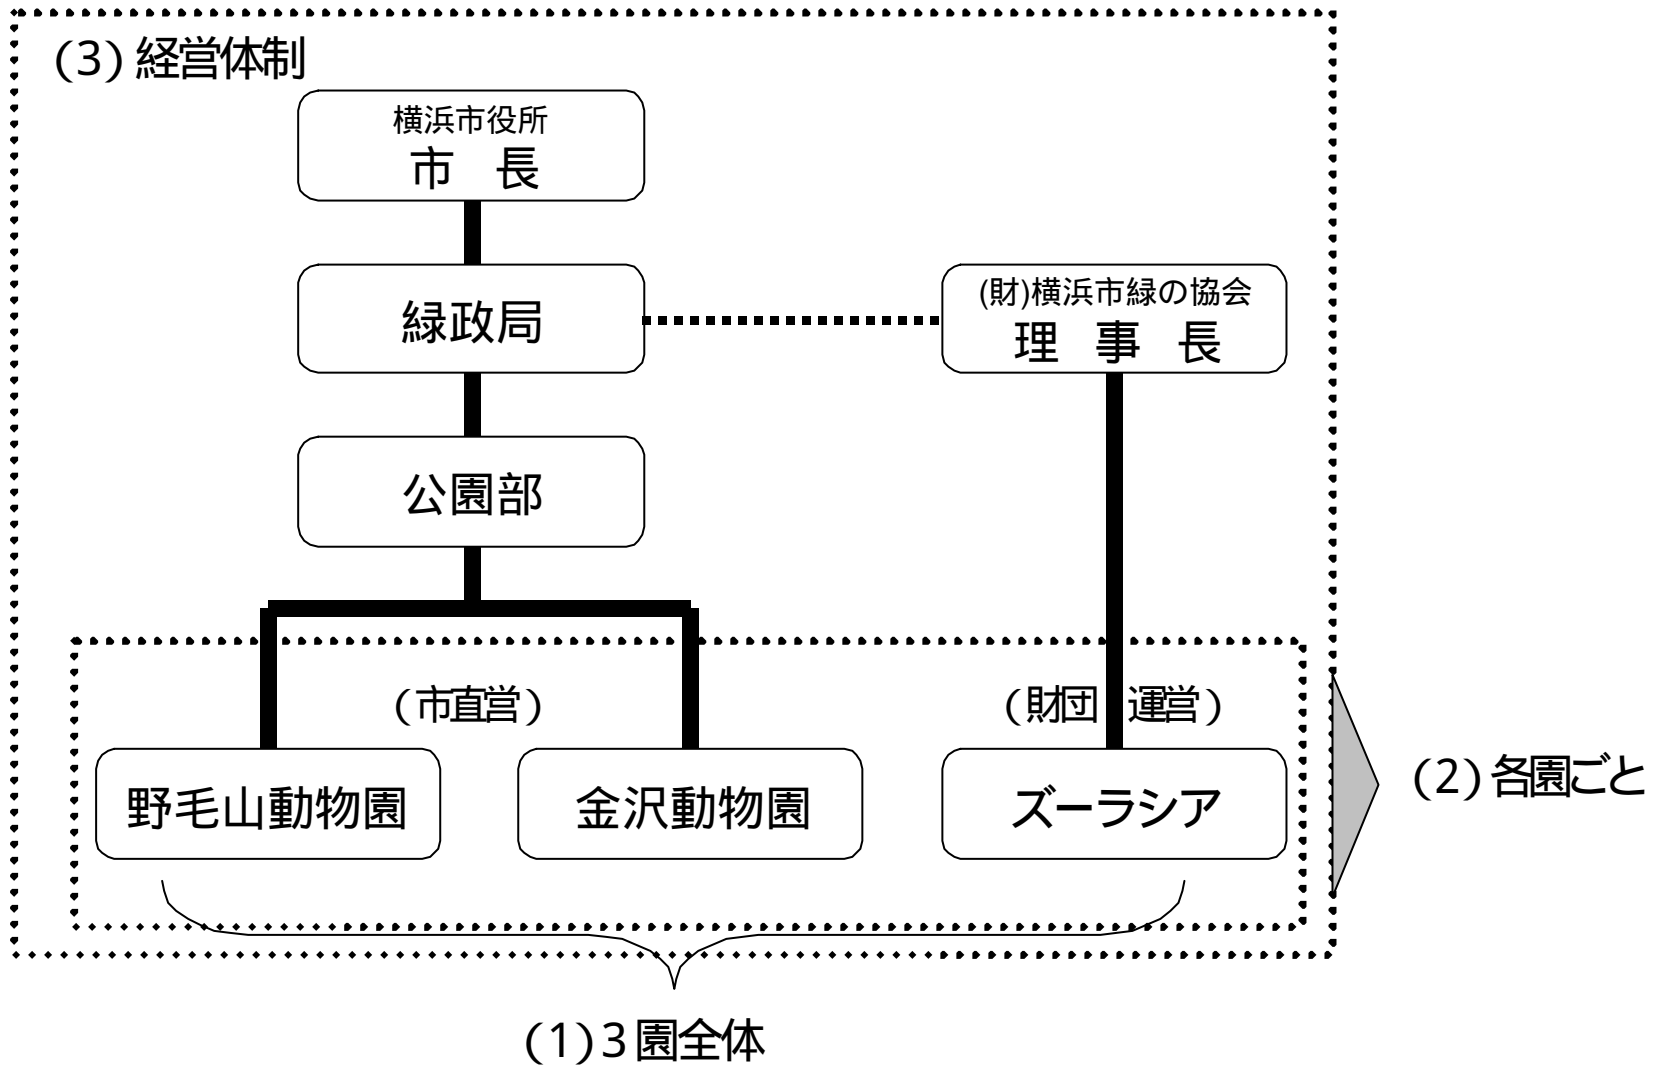 (3)経営体制
横浜市役所
市 長
緑政局
(財)横浜市緑の協会
理 事 長
公園部
(市直営)
(財団 運営)
野毛山動物園
金沢動物園
ズーラシア
(2)各園ごと
(1)3園全体